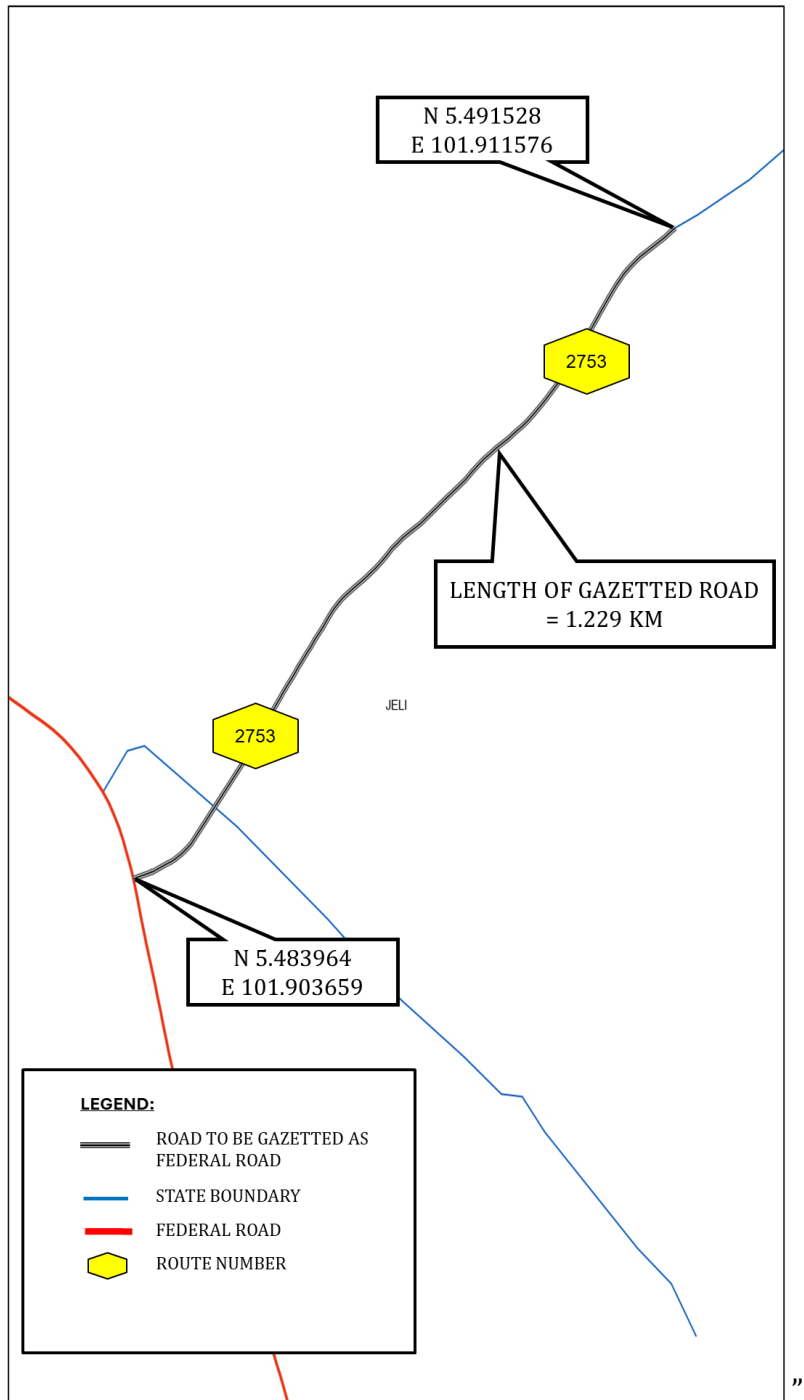 N 5.491528
E 101.911576
2753
LENGTH OF GAZETTED ROAD
= 1.229 KM
JELI
2753
N 5.483964
E 101.903659
LEGEND:
ROAD TO BE GAZETTED AS
FEDERAL ROAD
STATE BOUNDARY
FEDERAL ROAD
ROUTE NUMBER
”